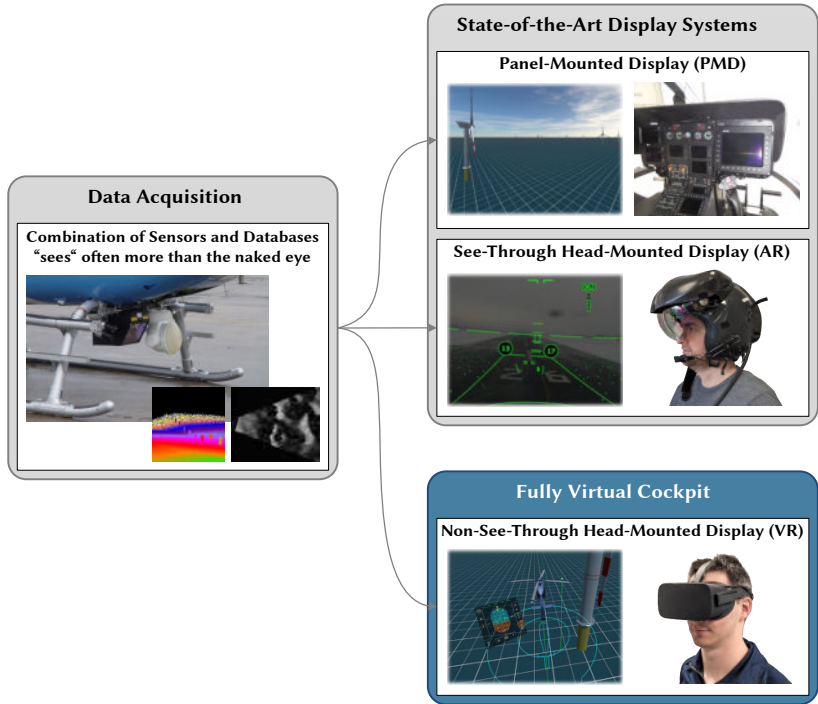 State-of-the-Art Display Systems
Panel-Mounted Display (PMD)
Data Acquisition
Combination of Sensors and Databases
“sees“ often more than the naked eye
See-Through Head-Mounted Display (AR)
13
17
Fully Virtual Cockpit
Non-See-Through Head-Mounted Display (VR)